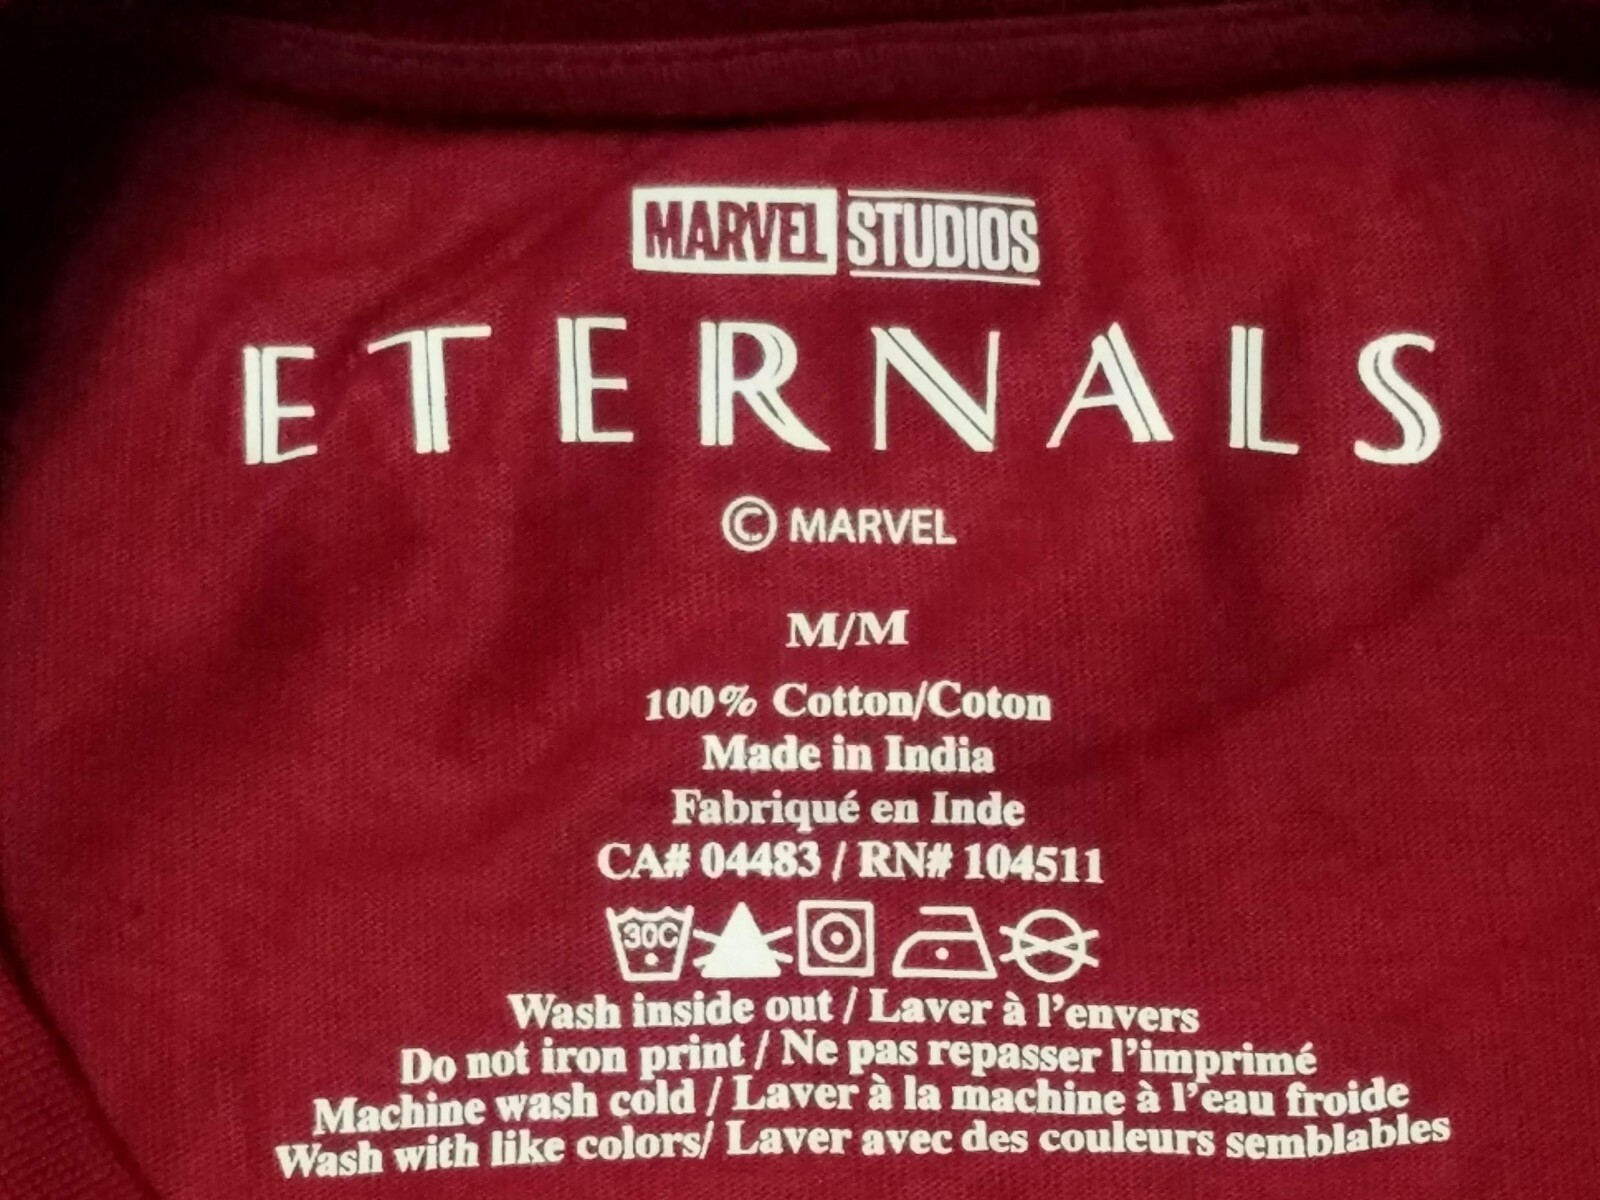 MARVEL STUDIOS
ETERNALS
© MARVEL
M/M
100% Cotton/Coton
Made in India
Fabriqué en Inde
CA# 04483 / RN# 104511
30C
Wash inside out / Laver à l’envers
Do not iron print / Ne pas repasser l’imprimé
Machine wash cold / Laver à la machine à l’eau froide
Wash with like colors/ Laver avec des couleurs semblables